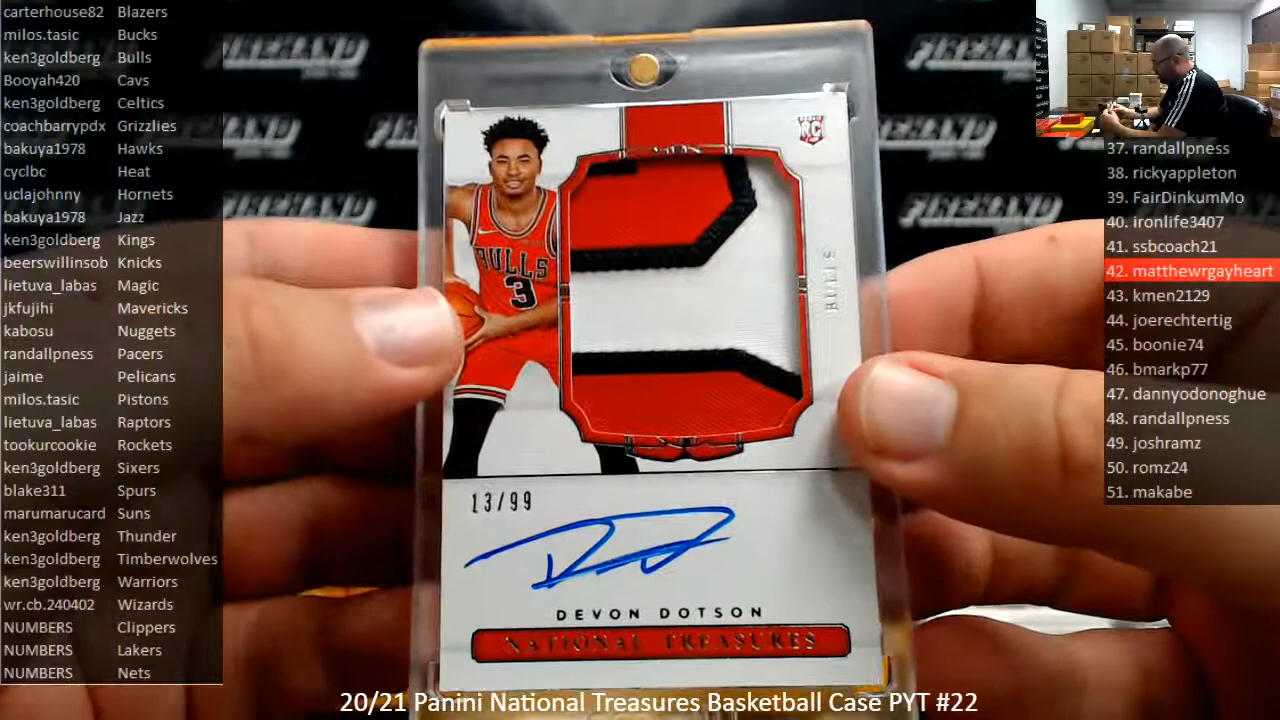 carterhouse82 Blazers
milos.tasic Bucks
ken3goldberg Bulls
Booyah420 Cavs
ken3goldberg Celtics
coachbarrypdx Grizzlies
bakuya1978 Hawks
cyclbc Heat
uclajohnny Hornets
bakuya1978 Jazz
ken3goldberg Kings
beerswillinsob Knicks
lietuva_labas Magic
jkfujihi Mavericks
kabosu Nuggets
randallpness Pacers
jaime Pelicans
milos.tasic Pistons
lietuva_labas Raptors
tookurcookie Rockets
ken3goldberg Sixers
blake311 Spurs
marumarucard Suns
ken3goldberg Thunder
ken3goldberg Timberwolves
ken3goldberg Warriors
wr.cb.240402 Wizards
NUMBERS Clippers
NUMBERS Lakers
NUMBERS Nets
FIREHAND
FIREHAND
FIREHAND
FIREHAND
RC
BULLS
3
BULLS
13/99
DEVON DOTSON
NATIONAL TREASURES
37. randallpness
38. rickyappleton
39. FairDinkumMo
40. ironlife3407
41. ssbcoach21
42. matthewrgayheart
43. kmen2129
44. joerechtertig
45. boonie74
46. bmarkp77
47. dannyodonoghue
48. randallpness
49. joshramz
50. romz24
51. makabe
20/21 Panini National Treasures Basketball Case PYT #22